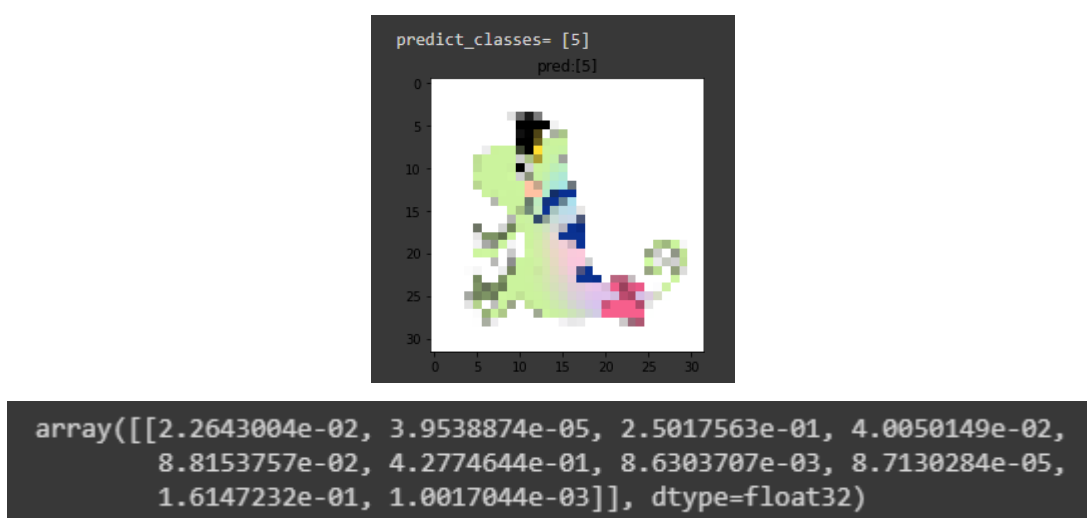 predict_classes= [5]
pred:[5]
0
5
10
15
20
25
30
0 5 10 15 20 25 30
array([[2.2643004e-02, 3.9538874e-05, 2.5017563e-01, 4.0050149e-02,
8.8153757e-02, 4.2774644e-01, 8.6303707e-03, 8.7130284e-05,
1.6147232e-01, 1.0017044e-03]], dtype=float32)